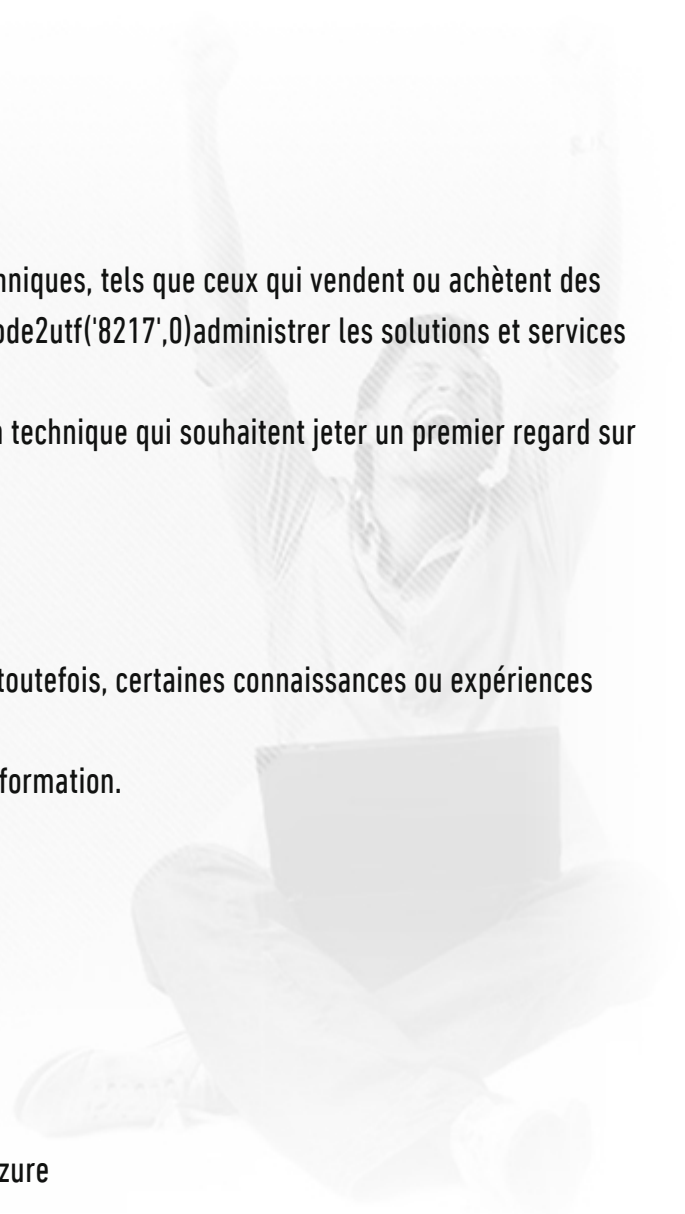 hniques, tels que ceux qui vendent ou achètent des
ode2utf('8217',0)administrer les solutions et services
technique qui souhaitent jeter un premier regard sur
toutefois, certaines connaissances ou expériences
formation.
zure